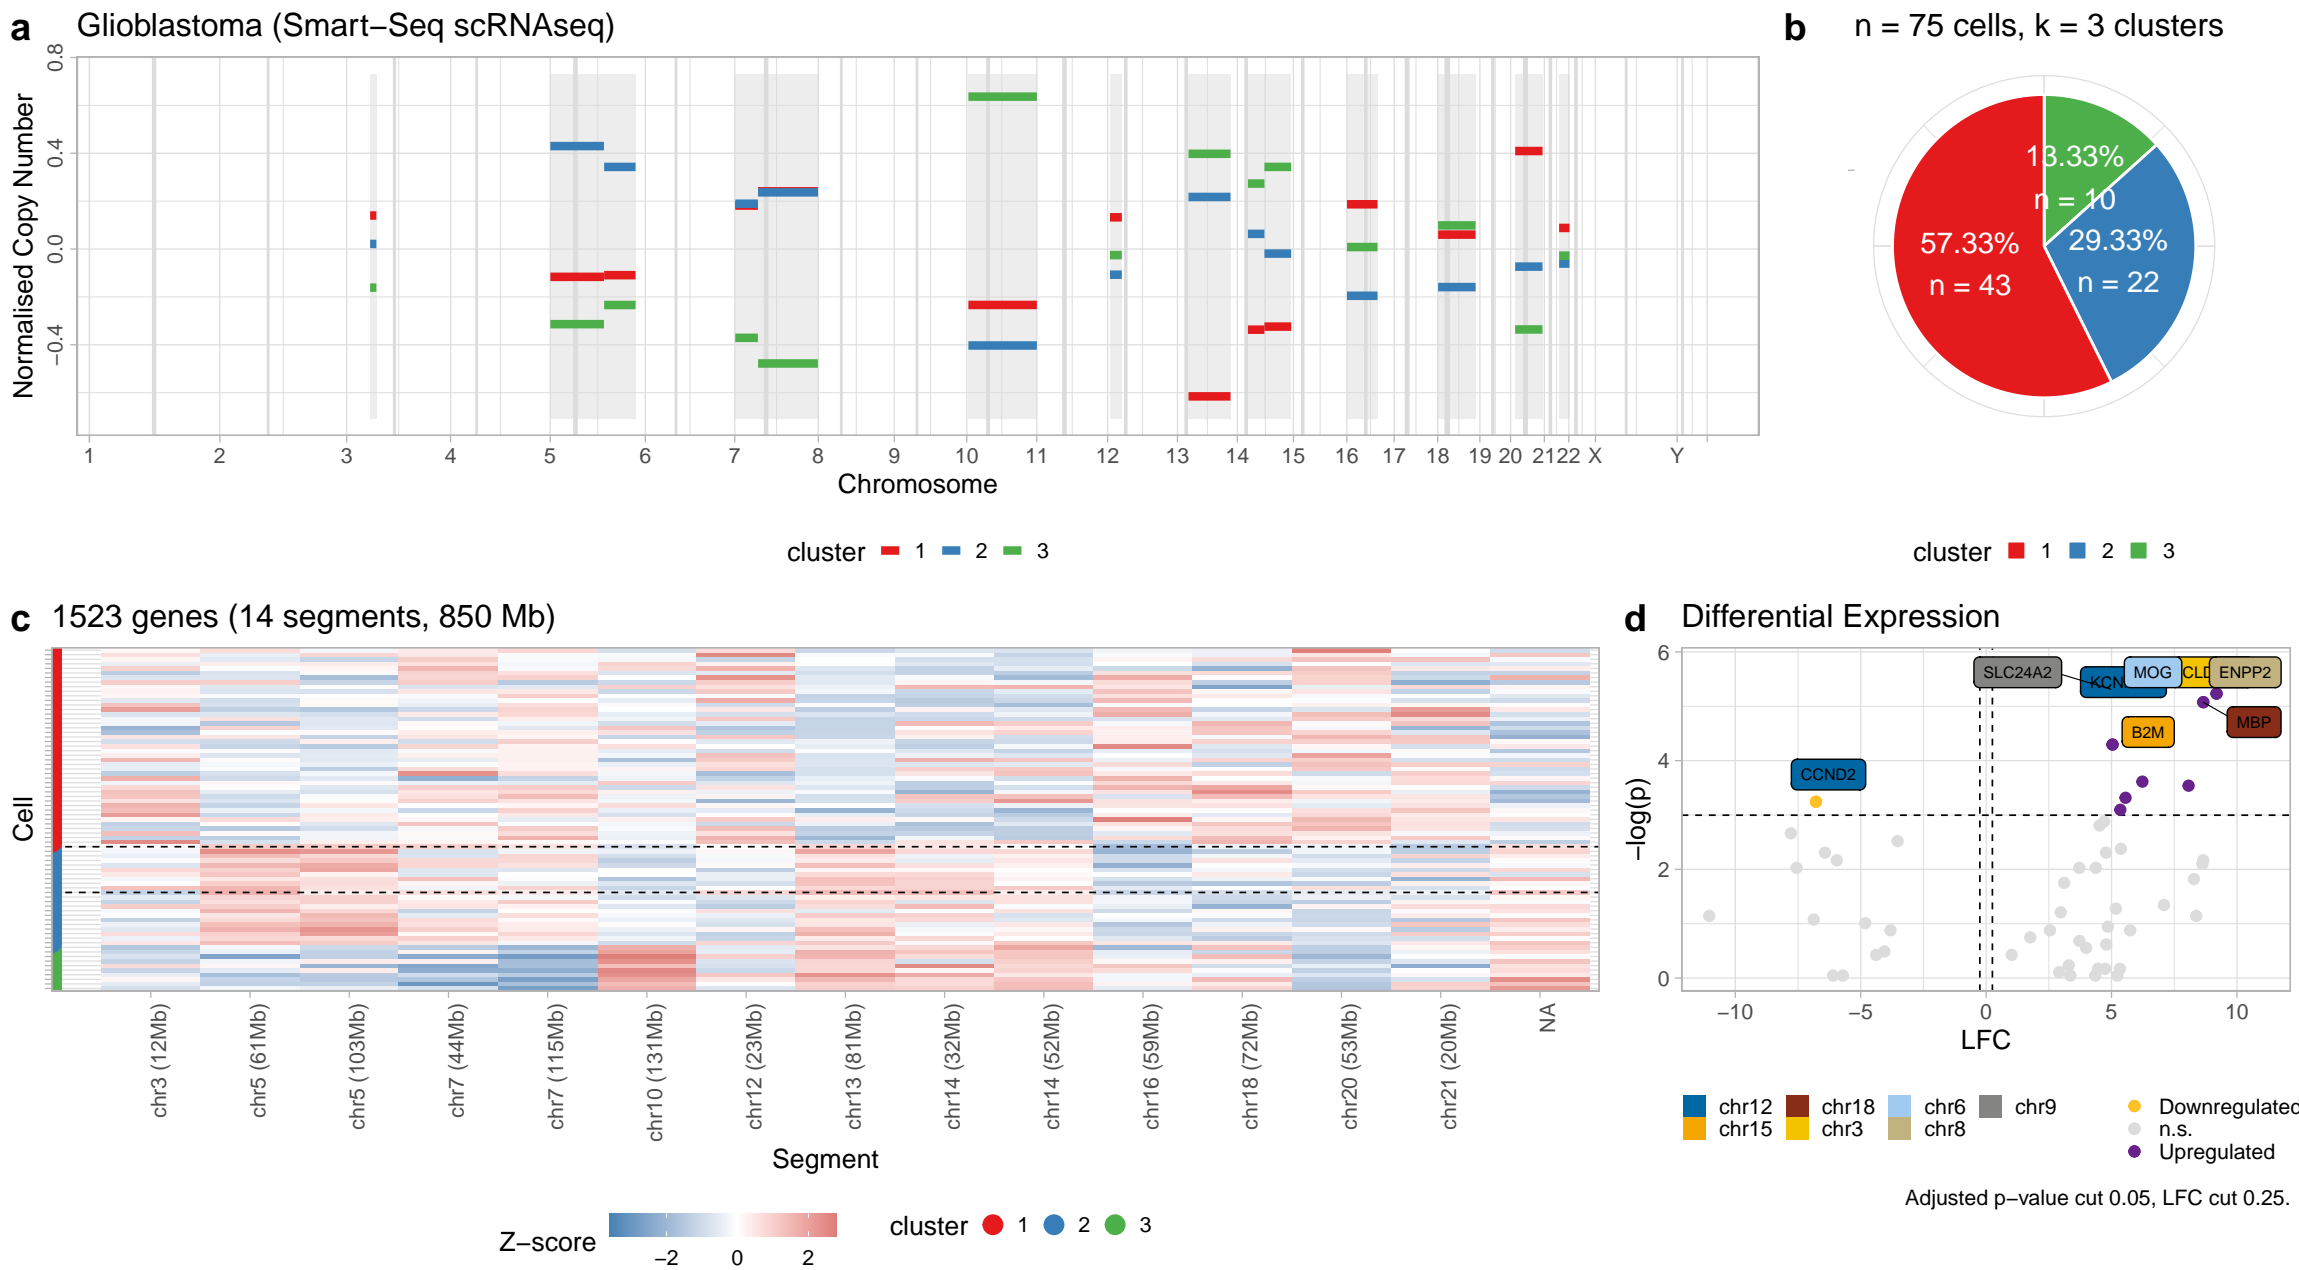 a Glioblastoma (Smart−Seq scRNAseq)
Normalised Copy Number
0.8
0.4
0.0
−0.4
1 2 3 4 5 6 7 8 9 10 11 12 13 14 15 16 17 18 19 20 21 22 X Y
Chromosome
cluster 1 2 3
b n = 75 cells, k = 3 clusters
13.33%
n = 10
57.33%
n = 43
29.33%
n = 22
cluster 1 2 3
c 1523 genes (14 segments, 850 Mb)
Cell
chr3 (12Mb)
chr5 (61Mb)
chr5 (103Mb)
chr7 (44Mb)
chr7 (115Mb)
chr10 (131Mb)
chr12 (23Mb)
chr13 (81Mb)
chr14 (32Mb)
chr14 (52Mb)
chr16 (59Mb)
chr18 (72Mb)
chr20 (53Mb)
chr21 (20Mb)
NA
Segment
Z−score −2 0 2
cluster 1 2 3
d Differential Expression
−log(p)
6
4
2
0
SLC24A2
MOG
ENPP2
MBP
B2M
CCND2
−10 −5 0 5 10
LFC
chr12 chr18 chr6 chr9
chr15 chr3 chr8
Downregulated
n.s.
Upregulated
Adjusted p−value cut 0.05, LFC cut 0.25.